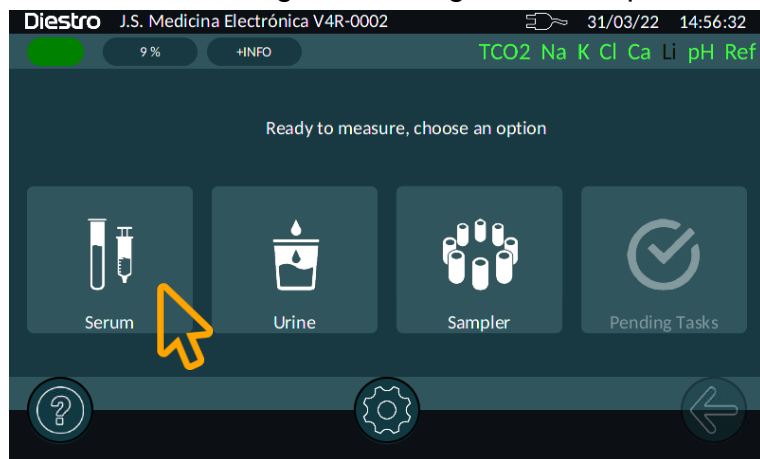 Diestro J.S. Medicina Electrónica V4R-0002 31/03/22 14:56:32
9 % +INFO TCO2 Na K Cl Ca Li pH Ref
Ready to measure, choose an option
Serum Urine Sampler Pending Tasks
?